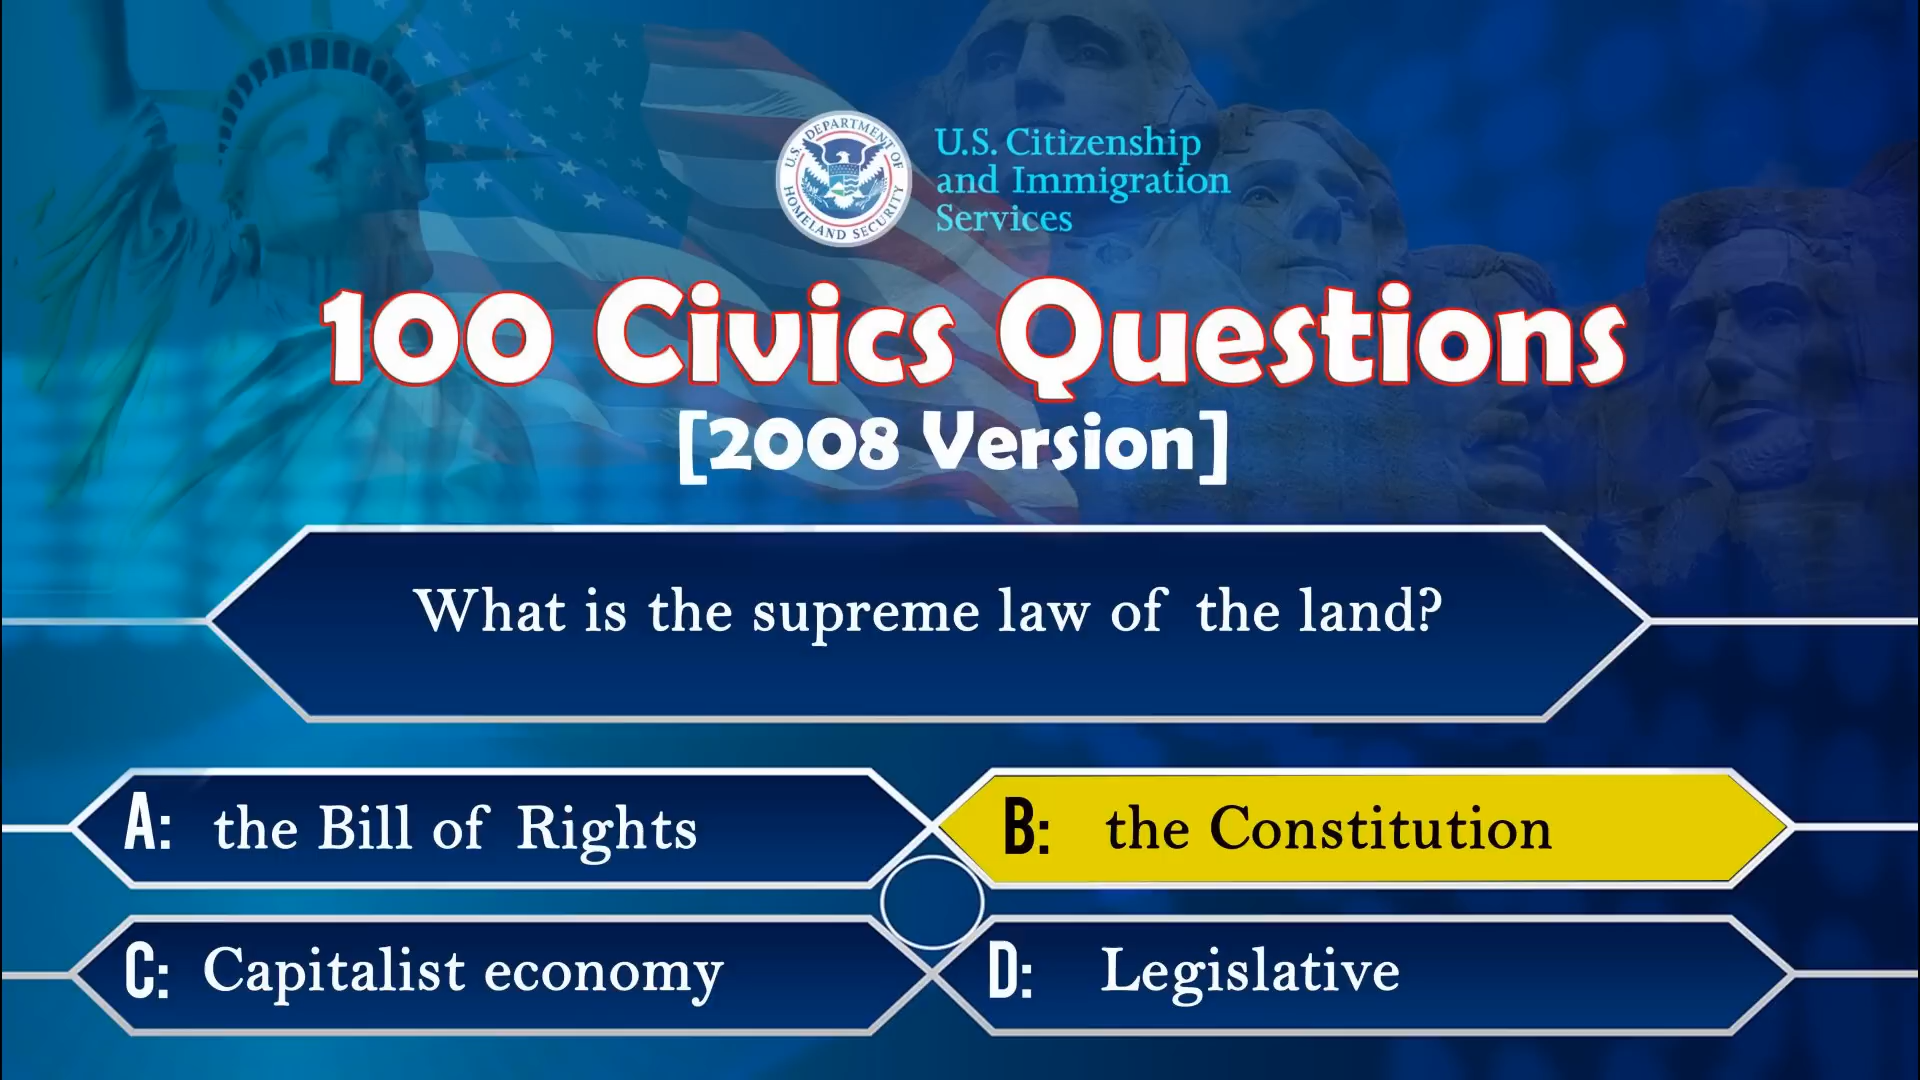 U.S. DEPARTMENT OF
HOMELAND SECURITY
U.S. Citizenship
and Immigration
Services
100 Civics Questions
[2008 Version]
What is the supreme law of the land?
A: the Bill of Rights
B: the Constitution
C: Capitalist economy
D: Legislative